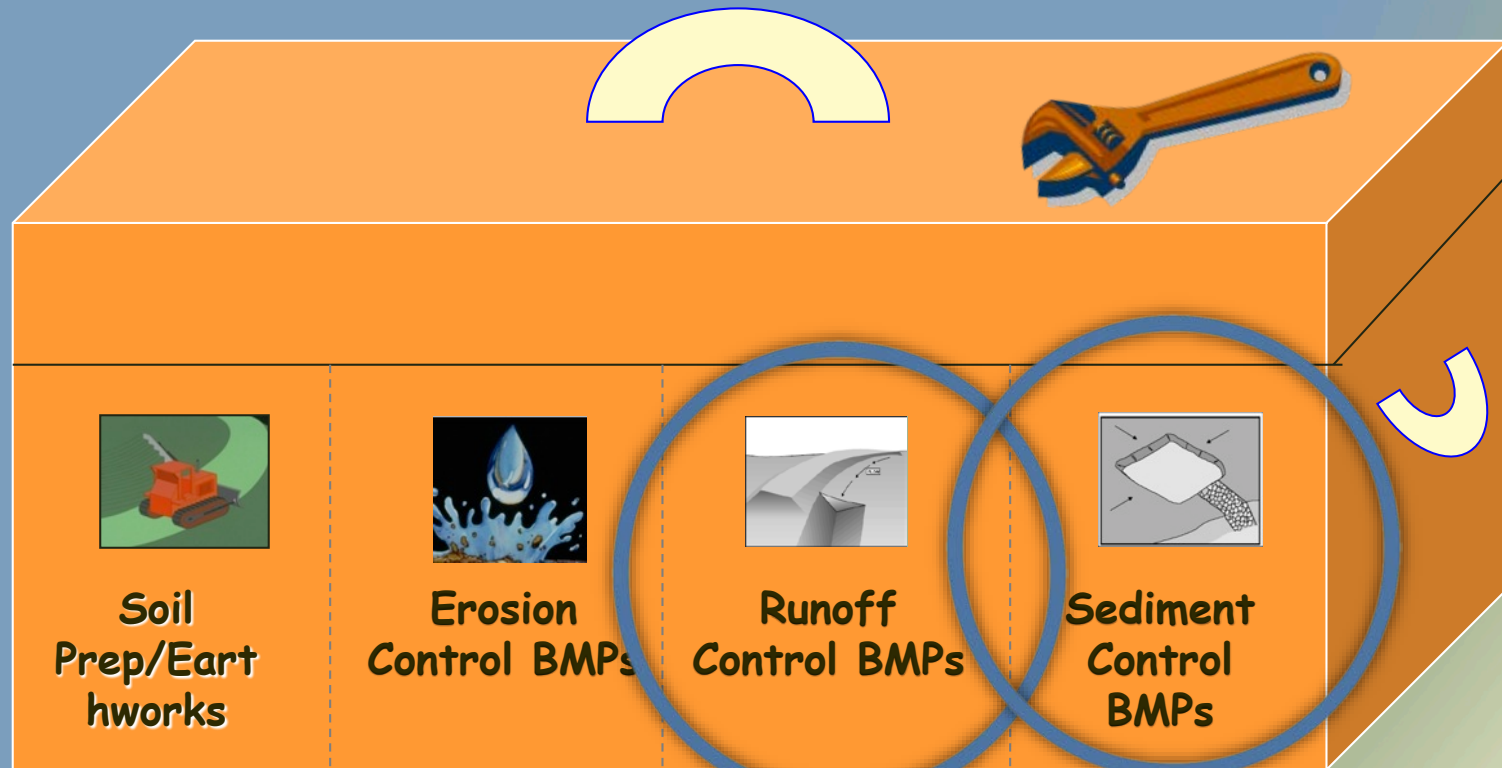 Soil
Prep/Eart
hworks
Erosion
Control BMPs
Runoff
Control BMPs
Sediment
Control
BMPs